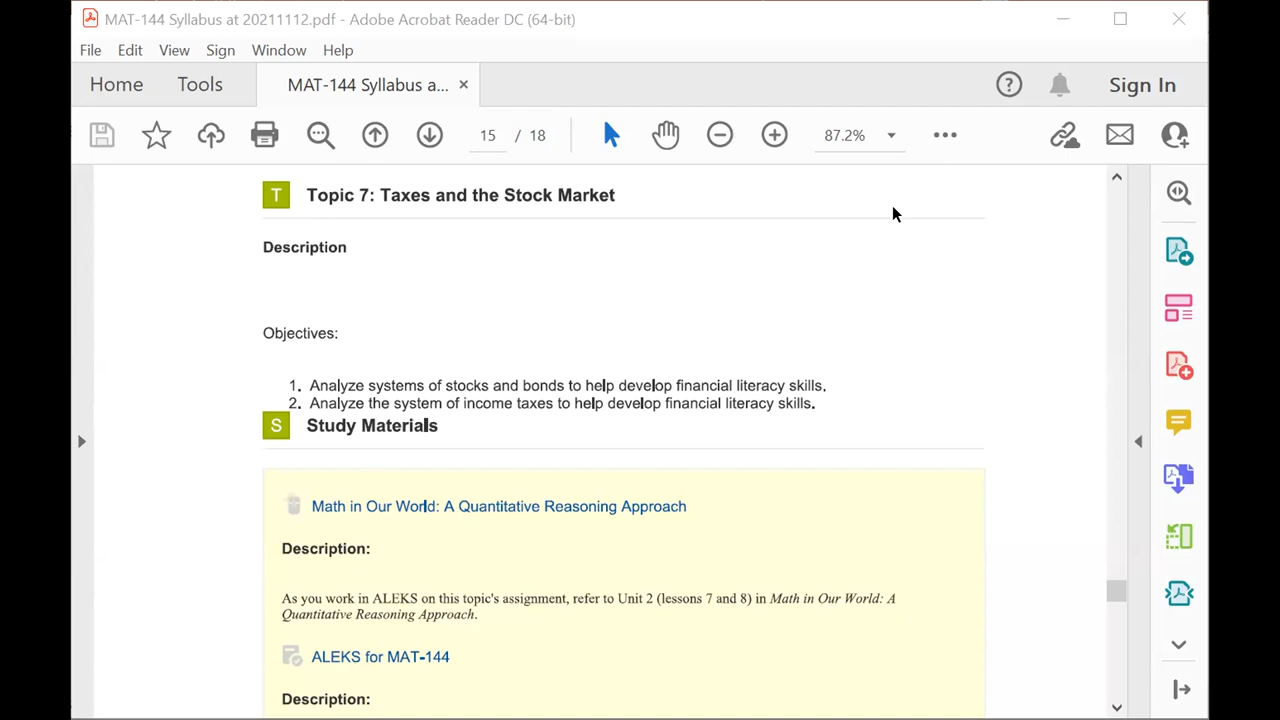 MAT-144 Syllabus at 20211112.pdf - Adobe Acrobat Reader DC (64-bit)
File Edit View Sign Window Help
Home Tools MAT-144 Syllabus a... × Sign In
15 / 18 87.2%
T Topic 7: Taxes and the Stock Market
Description
Objectives:
1. Analyze systems of stocks and bonds to help develop financial literacy skills.
2. Analyze the system of income taxes to help develop financial literacy skills.
S Study Materials
Math in Our World: A Quantitative Reasoning Approach
Description:
As you work in ALEKS on this topic's assignment, refer to Unit 2 (lessons 7 and 8) in Math in Our World: A
Quantitative Reasoning Approach.
ALEKS for MAT-144
Description: